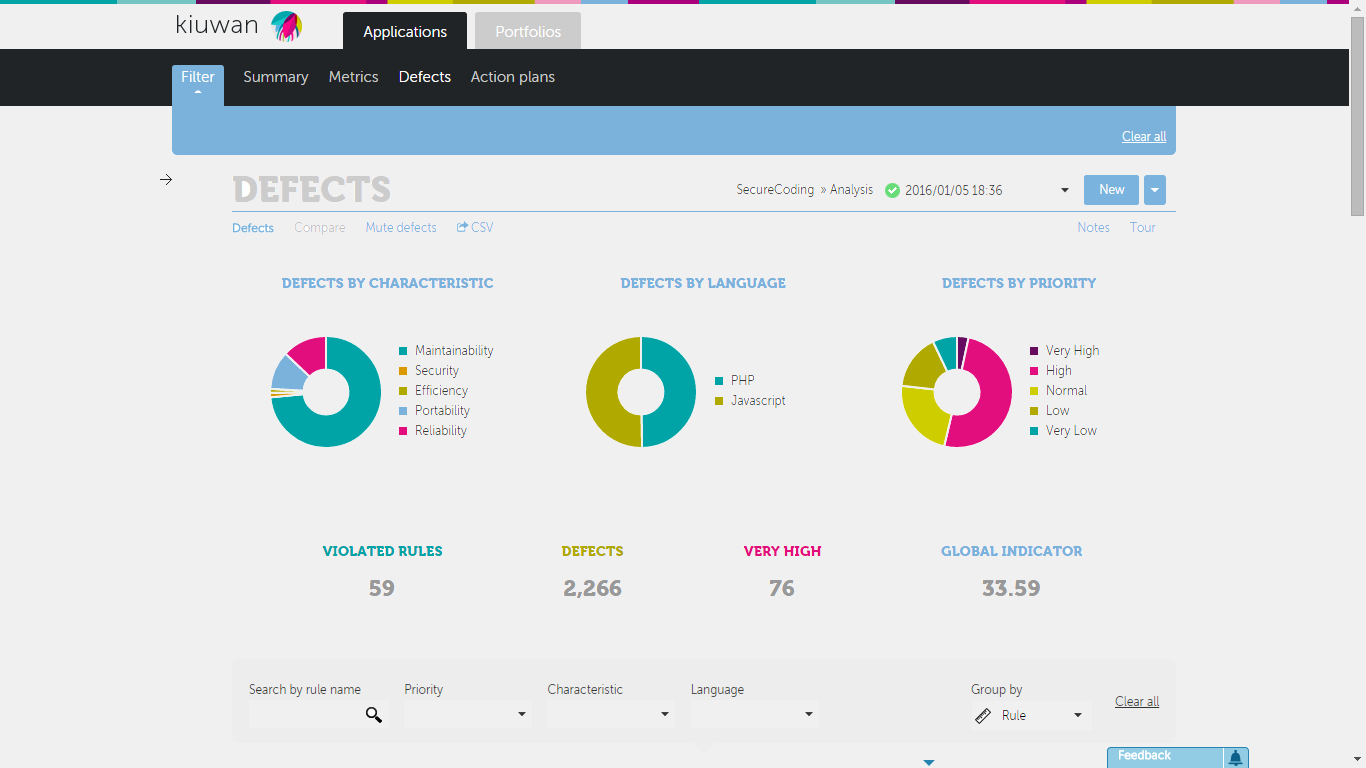 kiuwan
Applications
Portfolios
Filter
Summary
Metrics
Defects
Action plans
Clear all
DEFECTS
SecureCoding » Analysis
2016/01/05 18:36
New
Defects
Compare
Mute defects
CSV
Notes
Tour
DEFECTS BY CHARACTERISTIC
Maintainability
Security
Efficiency
Portability
Reliability
DEFECTS BY LANGUAGE
PHP
Javascript
DEFECTS BY PRIORITY
Very High
High
Normal
Low
Very Low
VIOLATED RULES
59
DEFECTS
2,266
VERY HIGH
76
GLOBAL INDICATOR
33.59
Search by rule name
Priority
Characteristic
Language
Group by
Rule
Clear all
Feedback